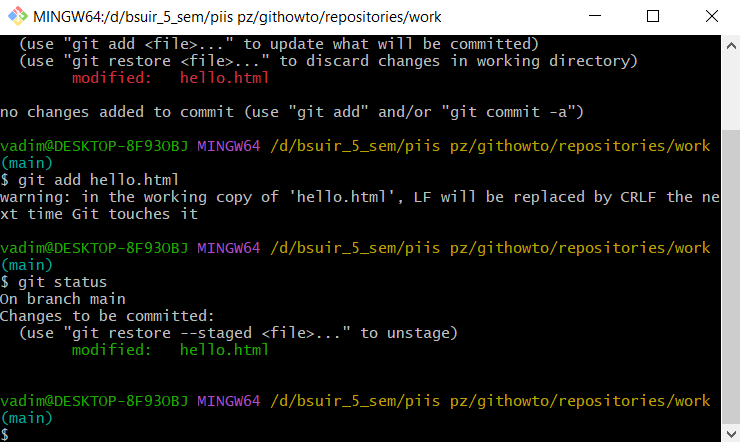 MINGW64:/d/bsuir_5_sem/piis pz/githowto/repositories/work
  (use "git add <file>..." to update what will be committed)
  (use "git restore <file>..." to discard changes in working directory)
        modified:   hello.html

no changes added to commit (use "git add" and/or "git commit -a")

vadim@DESKTOP-8F93OBJ MINGW64 /d/bsuir_5_sem/piis pz/githowto/repositories/work
(main)
$ git add hello.html
warning: in the working copy of 'hello.html', LF will be replaced by CRLF the ne
xt time Git touches it

vadim@DESKTOP-8F93OBJ MINGW64 /d/bsuir_5_sem/piis pz/githowto/repositories/work
(main)
$ git status
On branch main
Changes to be committed:
  (use "git restore --staged <file>..." to unstage)
        modified:   hello.html


vadim@DESKTOP-8F93OBJ MINGW64 /d/bsuir_5_sem/piis pz/githowto/repositories/work
(main)
$